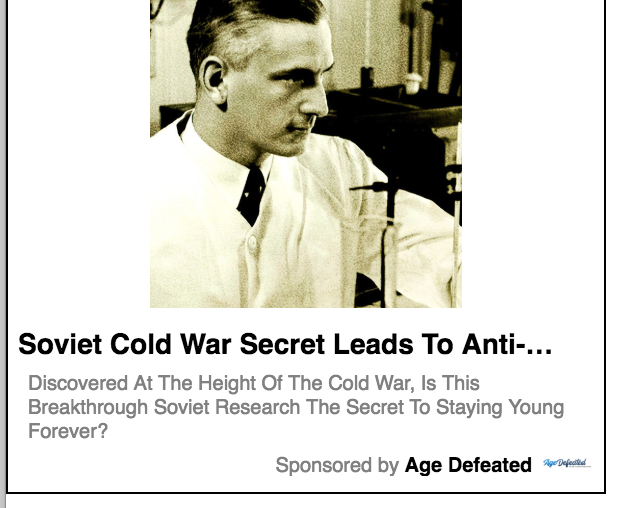 Soviet Cold War Secret Leads To Anti-...
Discovered At The Height Of The Cold War, Is This
Breakthrough Soviet Research The Secret To Staying Young
Forever?
Sponsored by Age Defeated Age Defeated